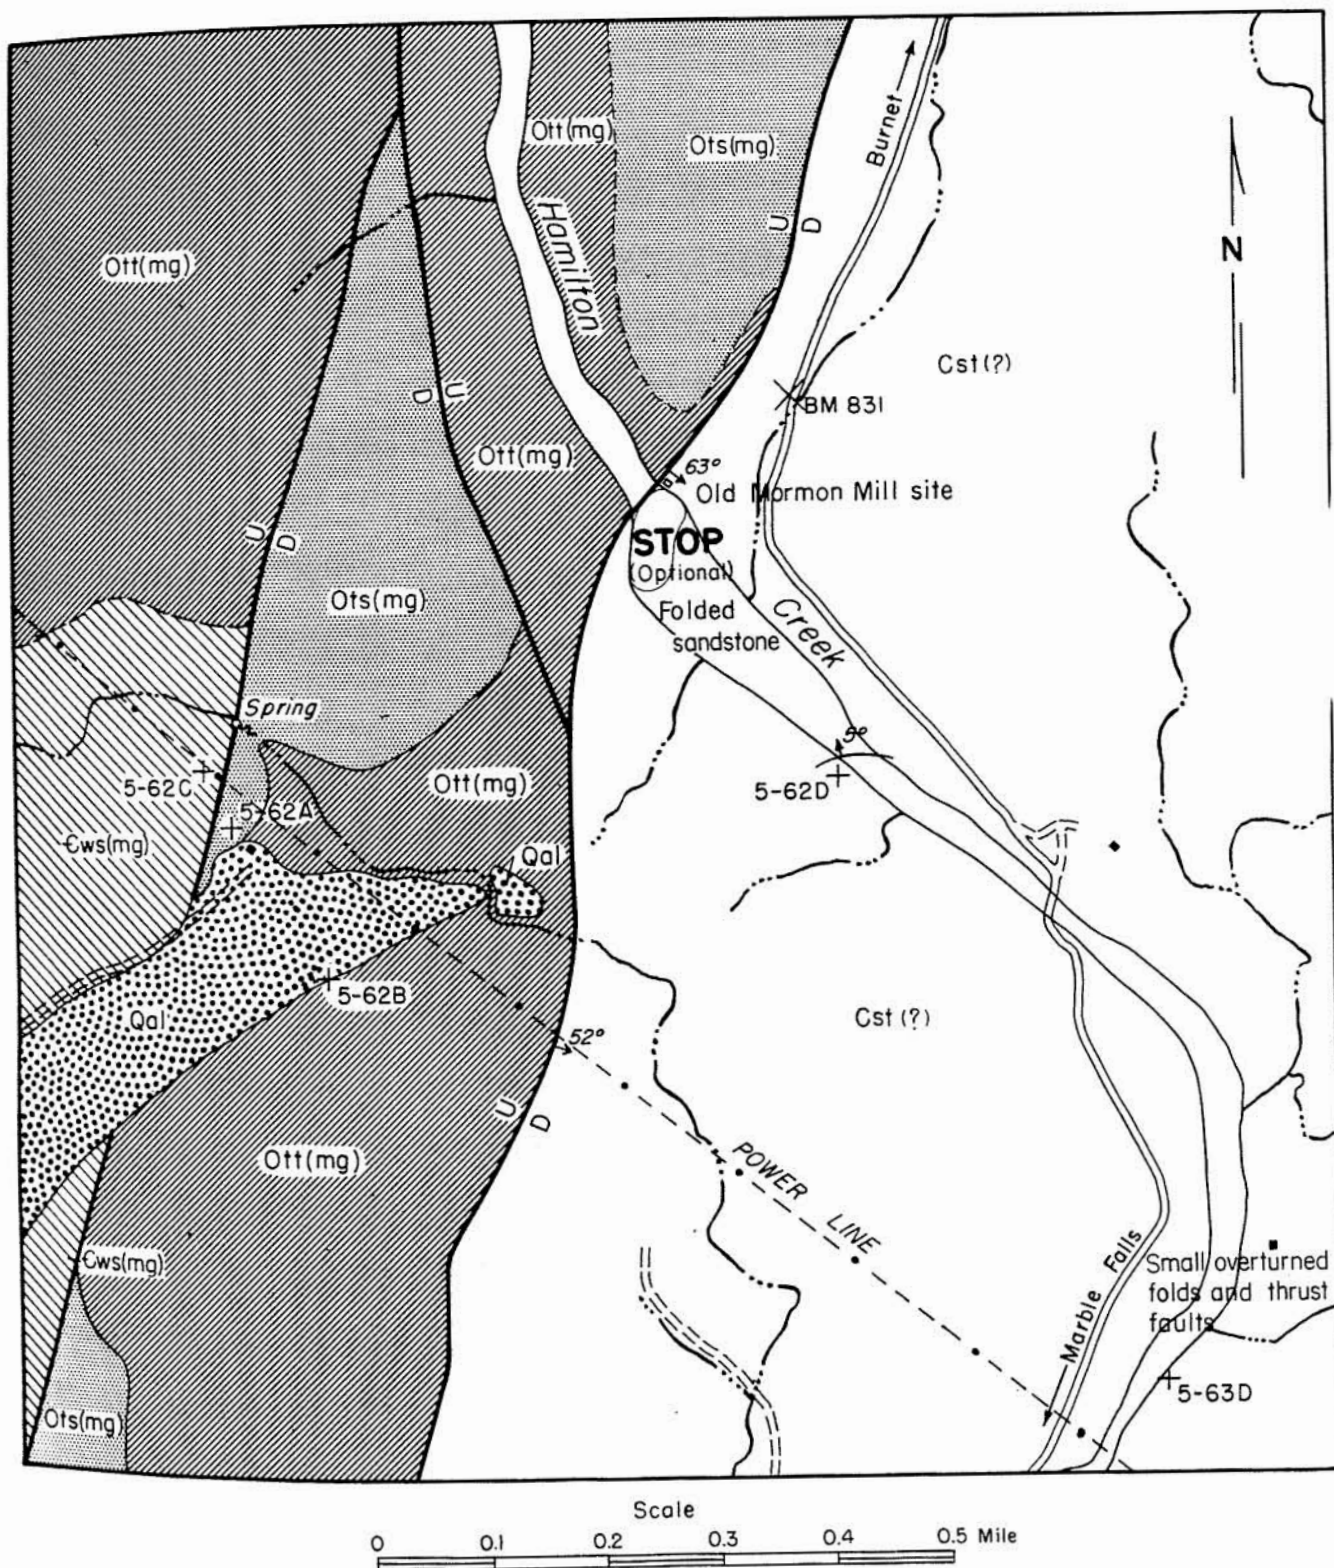 Burnet
Ott(mg)
Ots(mg)
U
D
Hamilton
Ott(mg)
N
Cst(?)
D
U
BM 831
Ott(mg)
63°
Old Mormon Mill site
U
D
STOP
(Optional)
Ots(mg)
Folded
sandstone
Creek
Spring
5°
5-62C
Ott(mg)
5-62D
5-62A
Єws(mg)
Qal
5-62B
Qal
Cst(?)
52°
U
D
Ott(mg)
POWER
LINE
Єws(mg)
Marble Falls
Small overturned
folds and thrust
faults
5-63D
Ots(mg)
Scale
0 0.1 0.2 0.3 0.4 0.5 Mile